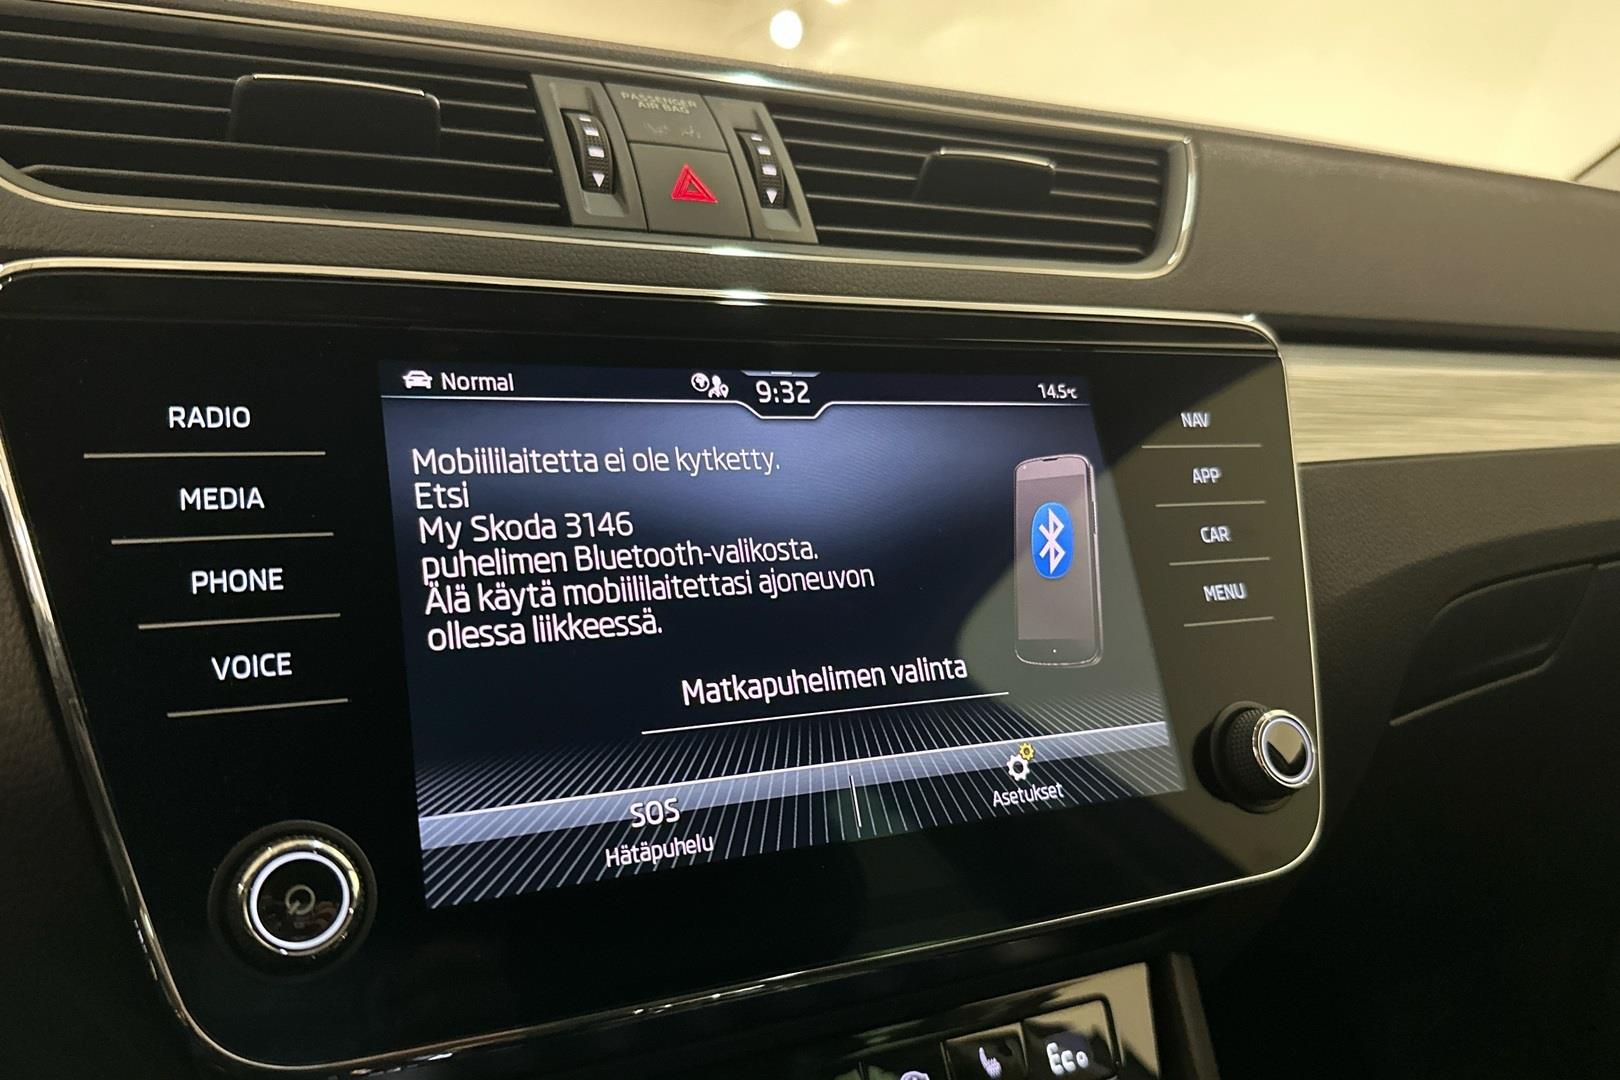 PASSENGER
AIR BAG
Normal
9:32
14.5°C
RADIO
MEDIA
PHONE
VOICE
Mobiililaitetta ei ole kytketty.
Etsi
My Skoda 3146
puhelimen Bluetooth-valikosta.
Älä käytä mobiililaitettasi ajoneuvon
ollessa liikkeessä.
Matkapuhelimen valinta
SOS
Hätäpuhelu
Asetukset
NAV
APP
CAR
MENU
Eco